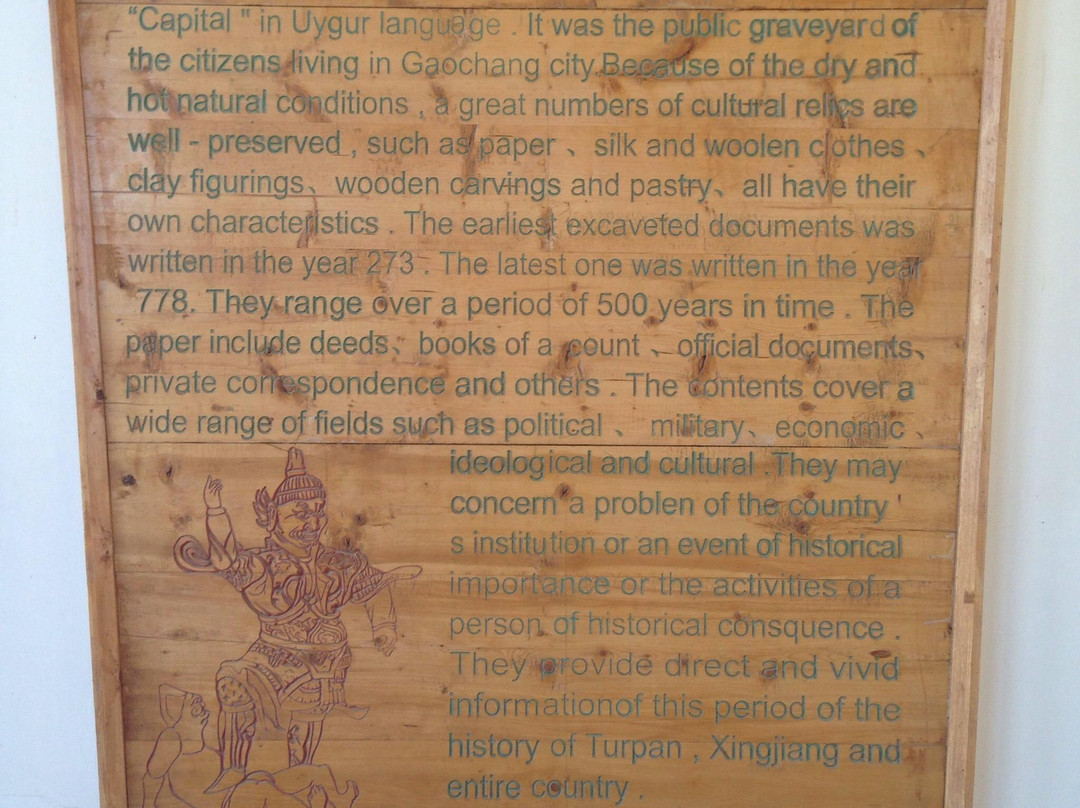 “Capital " in Uygur language . It was the public graveyard of
the citizens living in Gaochang city.Because of the dry and
hot natural conditions , a great numbers of cultural relics are
well - preserved , such as paper 、 silk and woolen clothes 、
clay figurings、 wooden carvings and pastry、 all have their
own characteristics . The earliest excaveted documents was
written in the year 273 . The latest one was written in the year
778. They range over a period of 500 years in time . The
paper include deeds、 books of a count 、 official documents、
private correspondence and others . The contents cover a
wide range of fields such as political 、 military、 economic 、
ideological and cultural .They may
concern a problen of the country '
s institution or an event of historical
importance or the activities of a
person of historical consquence .
They provide direct and vivid
informationof this period of the
history of Turpan , Xingjiang and
entire country .